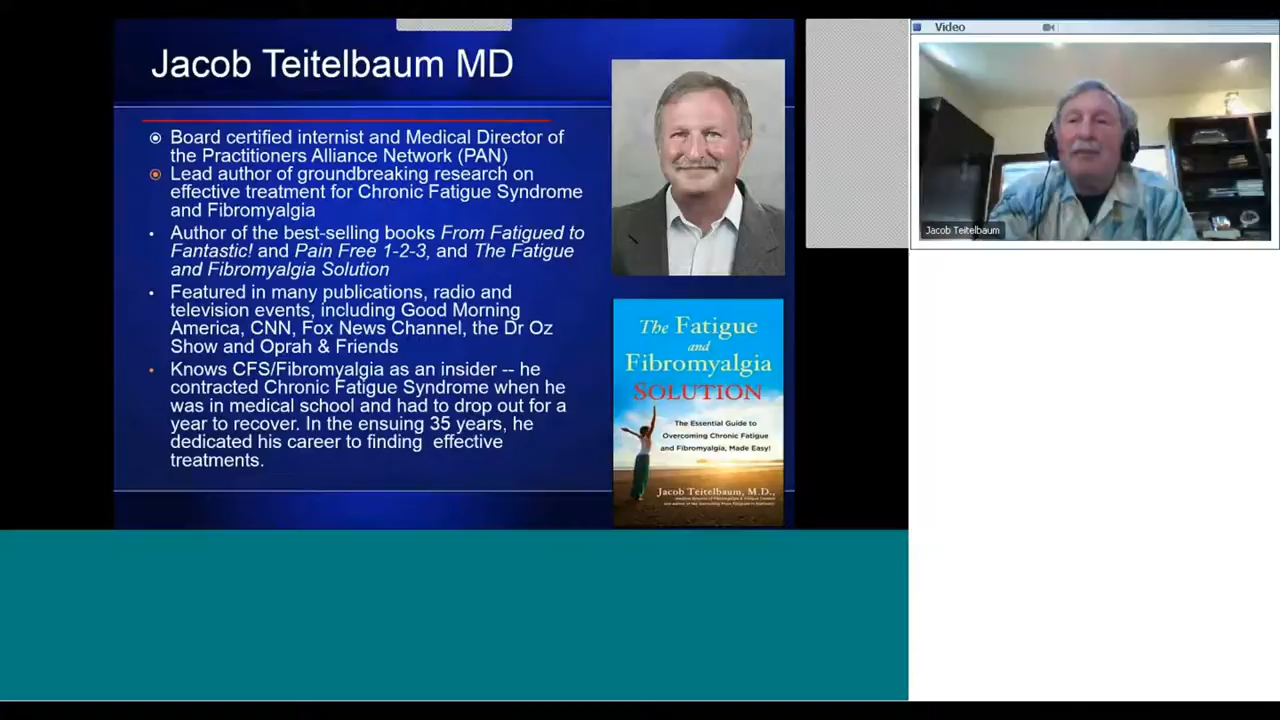 Jacob Teitelbaum MD
Board certified internist and Medical Director of
the Practitioners Alliance Network (PAN)
Lead author of groundbreaking research on
effective treatment for Chronic Fatigue Syndrome
and Fibromyalgia
Author of the best-selling books From Fatigued to
Fantastic! and Pain Free 1-2-3, and The Fatigue
and Fibromyalgia Solution
Featured in many publications, radio and
television events, including Good Morning
America, CNN, Fox News Channel, the Dr Oz
Show and Oprah & Friends
Knows CFS/Fibromyalgia as an insider -- he
contracted Chronic Fatigue Syndrome when he
was in medical school and had to drop out for a
year to recover. In the ensuing 35 years, he
dedicated his career to finding effective
treatments.
The Fatigue
and
Fibromyalgia
SOLUTION
The Essential Guide to
Overcoming Chronic Fatigue
and Fibromyalgia, Made Easy!
Jacob Teitelbaum, M.D.,
Video
Jacob Teitelbaum